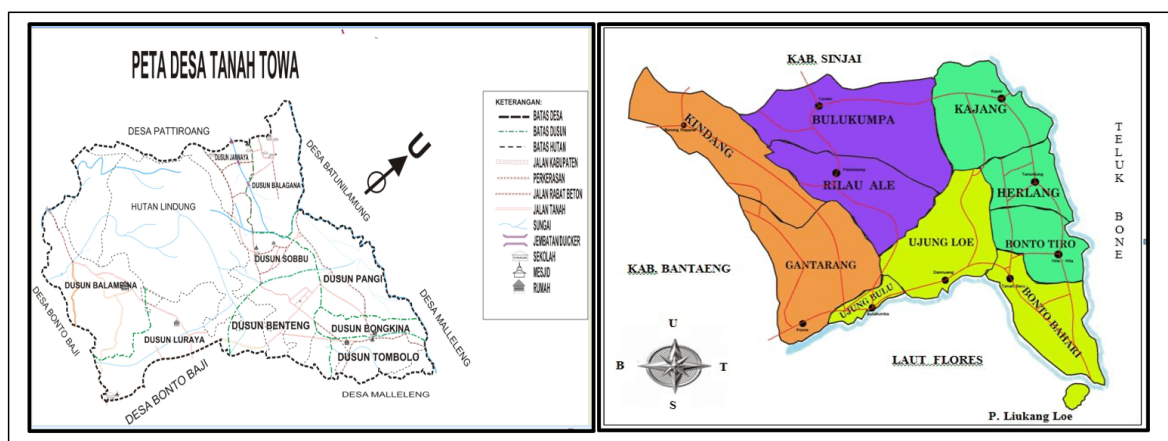 PETA DESA TANAH TOWA
DESA PATTIROANG
DUSUN JANNAYA
DUSUN BALAGANA
DESA BATUNILAMUNG
HUTAN LINDUNG
DUSUN SOBBU
DUSUN PANGI
DUSUN BALAMBINA
DUSUN BENTENG
DUSUN BONGKINA
DESA MALLELENG
DUSUN LURAYA
DUSUN TOMBOLO
DESA BONTO BAJI
DESA BONTO BAJI
DESA MALLELENG
U
KETERANGAN:
BATAS DESA
BATAS DUSUN
BATAS HUTAN
JALAN KABUPATEN
PERKERASAN
JALAN RABAT BETON
JALAN TANAH
SUNGAI
JEMBATAN/DUICKER
SEKOLAH
MESJID
RUMAH
KAB. SINJAI
KINDANG
BULUKUMPA
KAJANG
RILAU ALE
HERLANG
UJUNG LOE
BONTO TIRO
GANTARANG
KAB. BANTAENG
UJUNG BULU
BONTO BAHARI
TELUK BONE
LAUT FLORES
U
B
T
S
P. Liukang Loe